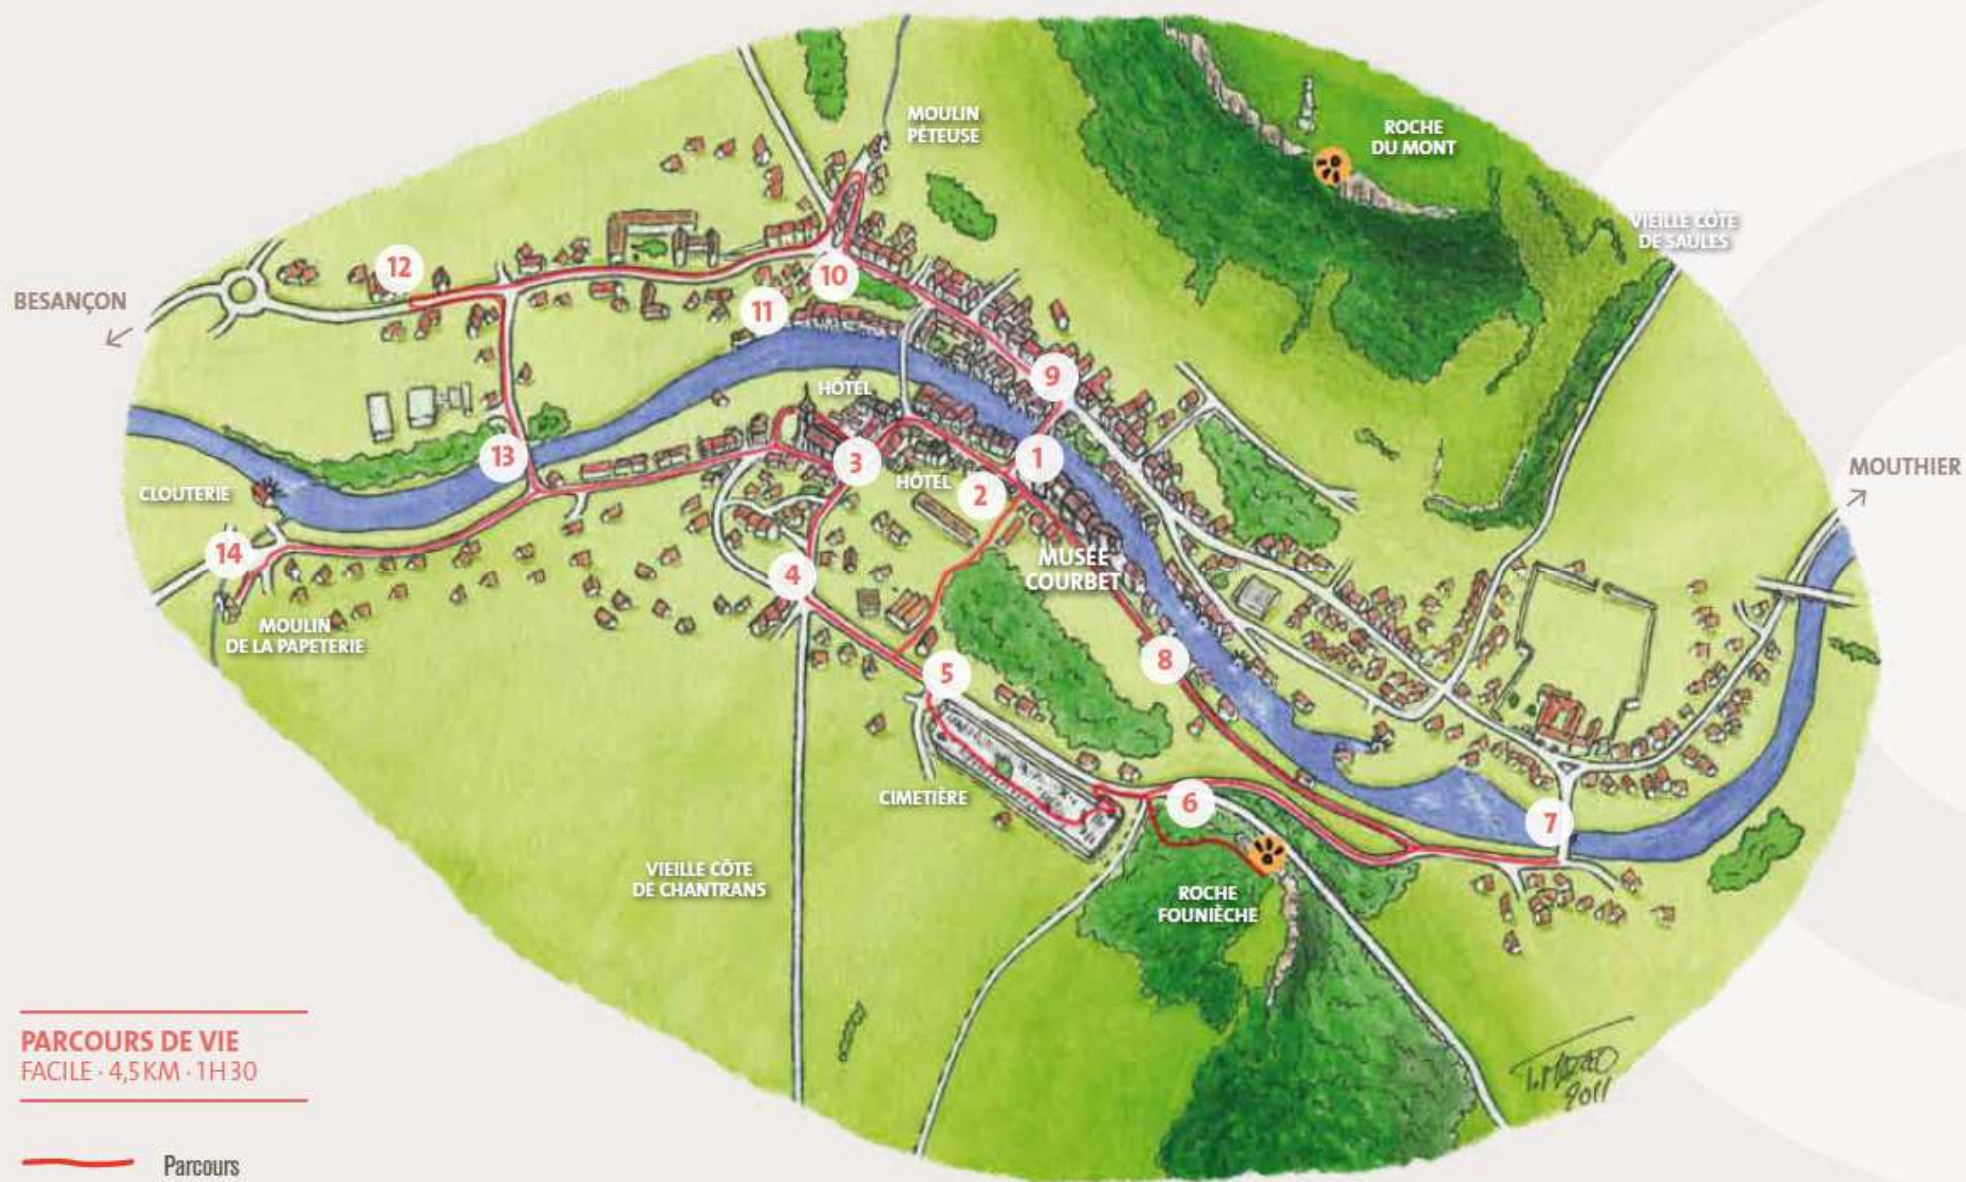 MOULIN
PÉTEUSE
ROCHE
DU MONT
VIEILLE CÔTE
DE SAULES
12
10
BESANÇON
11
9
HÔTEL
13
3
1
MOUTHIER
CLOUTERIE
HÔTEL
2
14
4
MUSÉE
COURBET
MOULIN
DE LA PAPETERIE
5
8
CIMETIÈRE
6
7
VIEILLE CÔTE
DE CHANTRANS
ROCHE
FOUNIÈCHE
PARCOURS DE VIE
FACILE · 4,5KM · 1H30
2011
Parcours